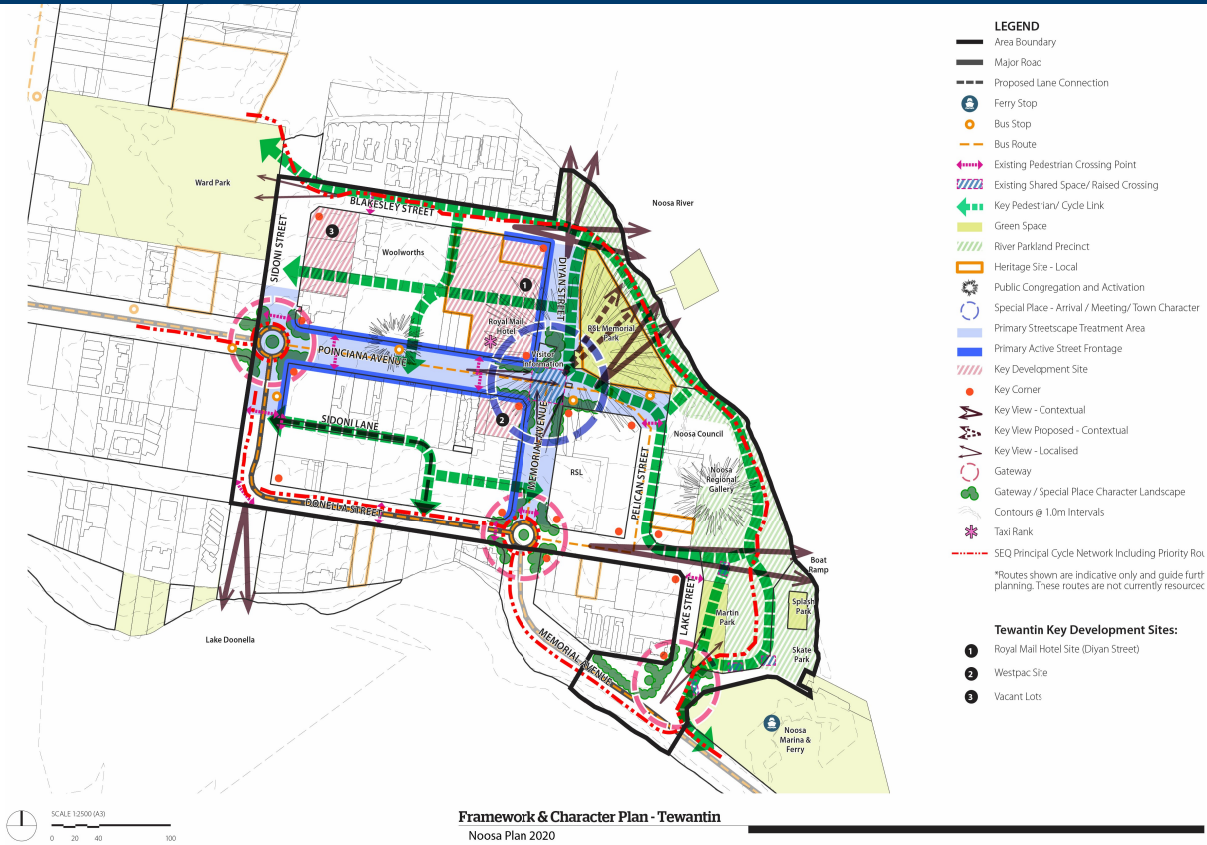 LEGEND
Area Boundary
Major Road
Proposed Lane Connection
Ferry Stop
Bus Stop
Bus Route
Existing Pedestrian Crossing Point
Existing Shared Space/ Raised Crossing
Key Pedestrian/ Cycle Link
Green Space
River Parkland Precinct
Heritage Site - Local
Public Congregation and Activation
Special Place - Arrival / Meeting/ Town Character
Primary Streetscape Treatment Area
Primary Active Street Frontage
Key Development Site
Key Corner
Key View - Contextual
Key View Proposed - Contextual
Key View - Localised
Gateway
Gateway / Special Place Character Landscape
Contours @ 1.0m Intervals
Taxi Rank
SEQ Principal Cycle Network Including Priority Rou
*Routes shown are indicative only and guide furth
planning. These routes are not currently resourced
Tewantin Key Development Sites:
1 Royal Mail Hotel Site (Diyan Street)
2 Westpac Site
3 Vacant Lots
Ward Park
Noosa River
BLAKESLEY STREET
SIDONI STREET
3
Woolworths
DIYAN STREET
1
Royal Mail
Hotel
RSL Memorial
Park
Visitor
Information
POINCIANA AVENUE
2
SIDONI LANE
MEMORIAL AVENUE
RSL
PELICAN STREET
Noosa Council
Noosa
Regional
Gallery
DONELLA STREET
Boat
Ramp
LAKE STREET
Martin
Park
Splash
Park
Skate
Park
Lake Doonella
MEMORIAL AVENUE
Noosa
Marina &
Ferry
SCALE 1:2500 (A3)
0 20 40 100
Framework & Character Plan - Tewantin
Noosa Plan 2020